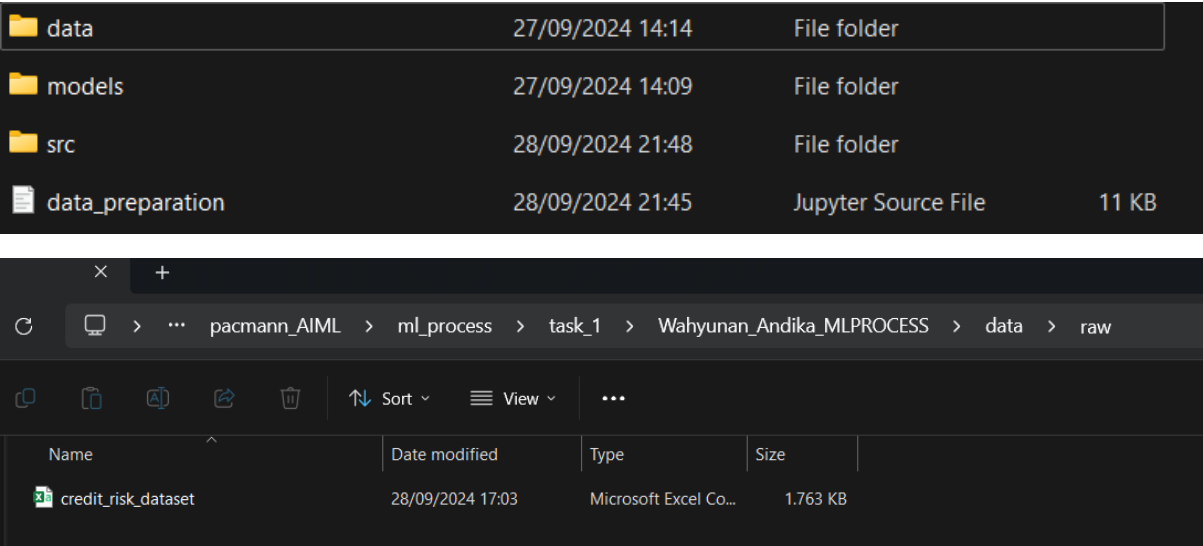 data 27/09/2024 14:14 File folder
models 27/09/2024 14:09 File folder
src 28/09/2024 21:48 File folder
data_preparation 28/09/2024 21:45 Jupyter Source File 11 KB
pacmann_AIML > ml_process > task_1 > Wahyunan_Andika_MLPROCESS > data > raw
Sort View
Name Date modified Type Size
credit_risk_dataset 28/09/2024 17:03 Microsoft Excel Co... 1.763 KB